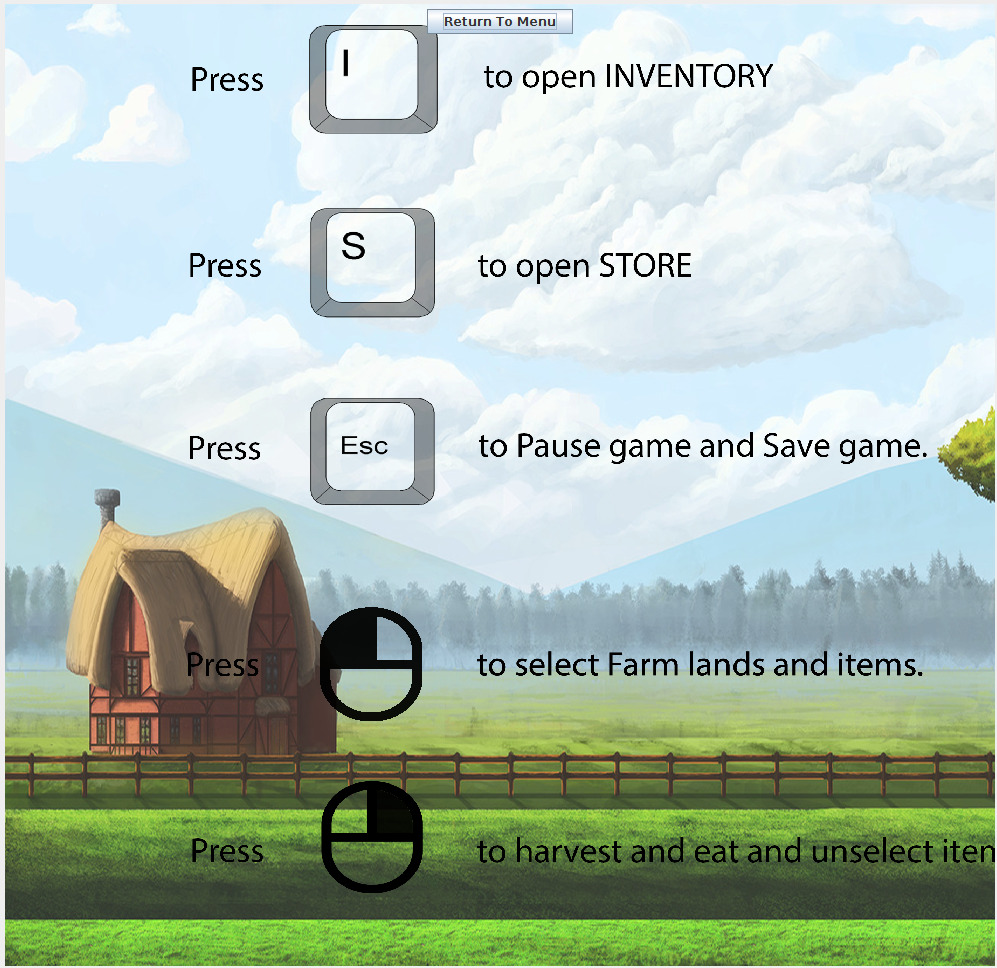 Return To Menu
Press I to open INVENTORY
Press S to open STORE
Press Esc to Pause game and Save game.
Press to select Farm lands and items.
Press to harvest and eat and unselect